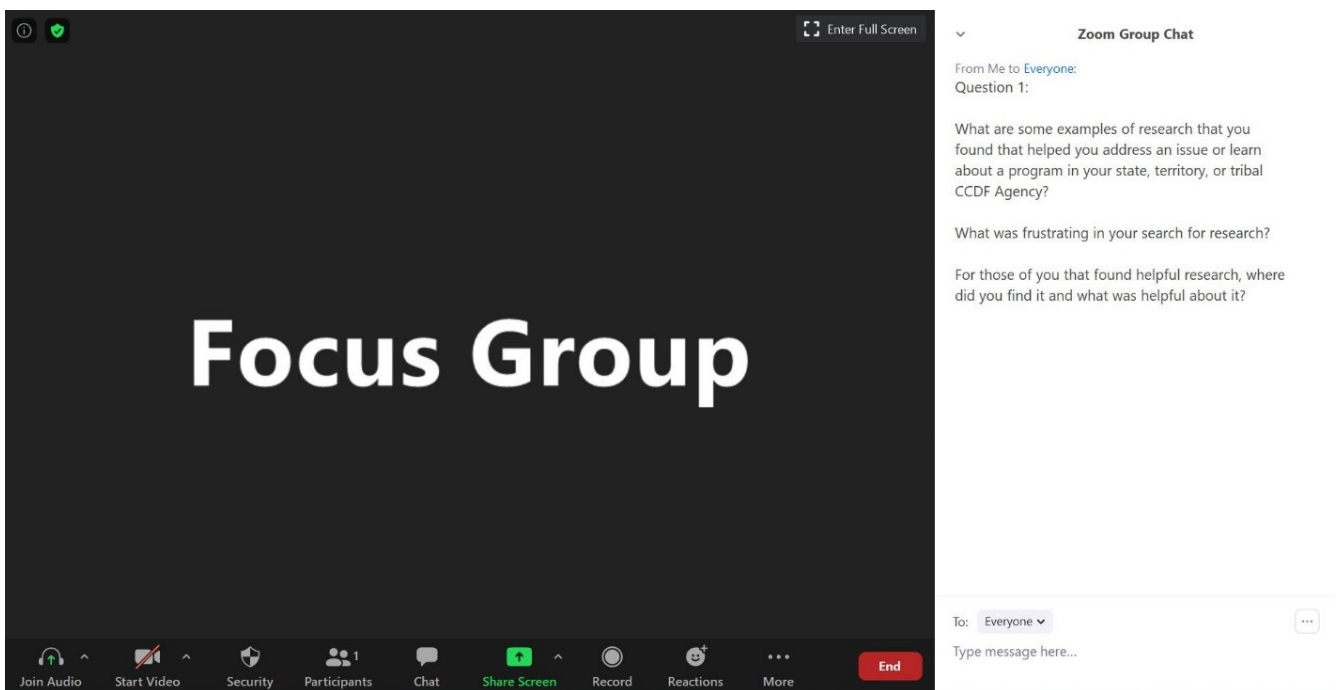 Enter Full Screen
Focus Group
Join Audio
Start Video
Security
Participants
1
Chat
Share Screen
Record
Reactions
More
End
Zoom Group Chat
From Me to Everyone:
Question 1:
What are some examples of research that you
found that helped you address an issue or learn
about a program in your state, territory, or tribal
CCDF Agency?
What was frustrating in your search for research?
For those of you that found helpful research, where
did you find it and what was helpful about it?
To: Everyone
Type message here...